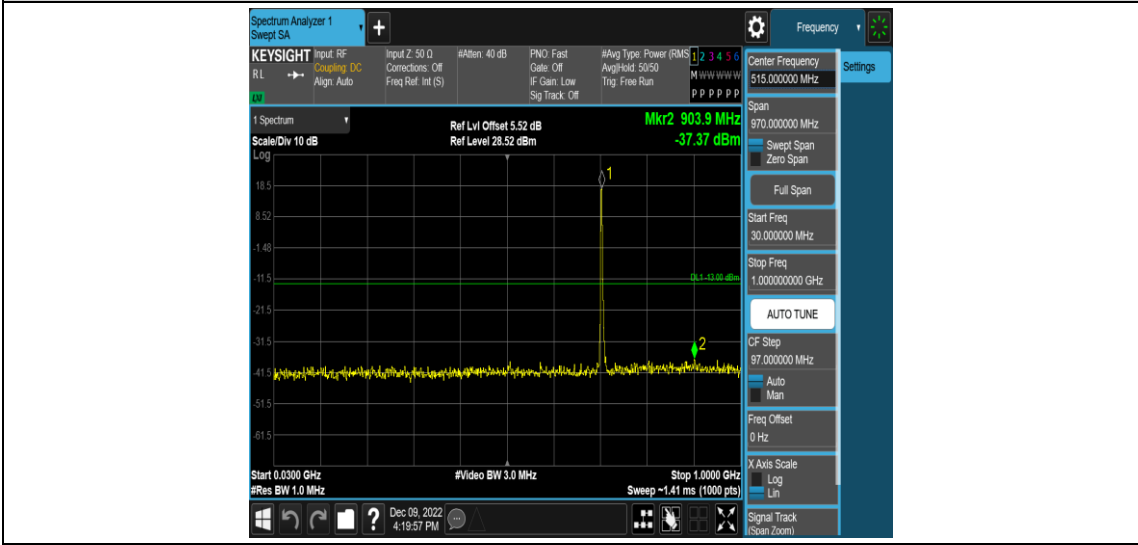 Spectrum Analyzer 1
Swept SA
+
Frequency
KEYSIGHT
R L
LM
Input: RF
Coupling: DC
Align: Auto
Input Z: 50 Ω
Corrections: Off
Freq Ref: Int (S)
#Atten: 40 dB
PNO: Fast
Gate: Off
IF Gain: Low
Sig Track: Off
#Avg Type: Power (RMS
Avg|Hold: 50/50
Trig: Free Run
1 2 3 4 5 6
M W W W W W
P P P P P P
1 Spectrum
Scale/Div 10 dB
Log
Ref Lvl Offset 5.52 dB
Ref Level 28.52 dBm
Mkr2 903.9 MHz
-37.37 dBm
1
18.5
8.52
-1.48
-11.5
DL1 -13.00 dBm
-21.5
-31.5
2
-41.5
-51.5
-61.5
Start 0.0300 GHz
#Res BW 1.0 MHz
#Video BW 3.0 MHz
Stop 1.0000 GHz
Sweep ~1.41 ms (1000 pts)
?
Dec 09, 2022
4:19:57 PM
Center Frequency
515.000000 MHz
Settings
Span
970.000000 MHz
Swept Span
Zero Span
Full Span
Start Freq
30.000000 MHz
Stop Freq
1.000000000 GHz
AUTO TUNE
CF Step
97.000000 MHz
Auto
Man
Freq Offset
0 Hz
X Axis Scale
Log
Lin
Signal Track
(Span Zoom)